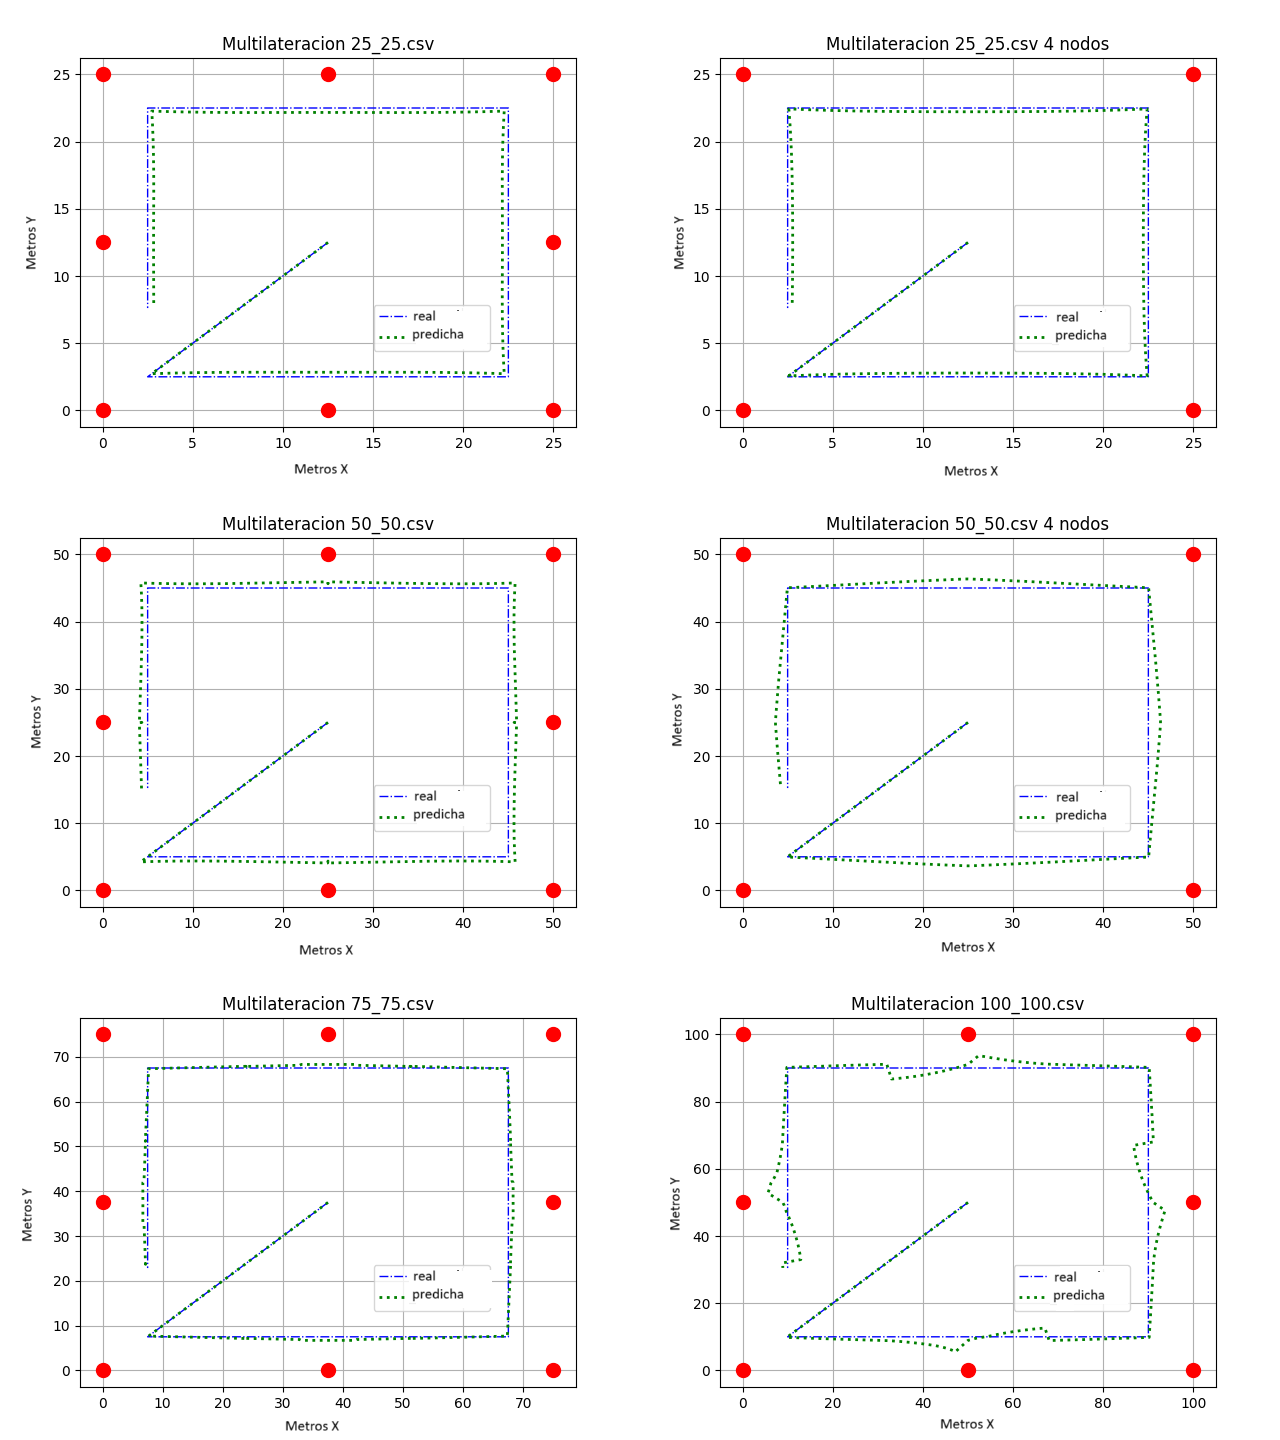 Multilateracion 25_25.csv
25
20
15
10
5
0
Metros Y
real
predicha
0 5 10 15 20 25
Metros X
Multilateracion 25_25.csv 4 nodos
25
20
15
10
5
0
Metros Y
real
predicha
0 5 10 15 20 25
Metros X
Multilateracion 50_50.csv
50
40
30
20
10
0
Metros Y
real
predicha
0 10 20 30 40 50
Metros X
Multilateracion 50_50.csv 4 nodos
50
40
30
20
10
0
Metros Y
real
predicha
0 10 20 30 40 50
Metros X
Multilateracion 75_75.csv
70
60
50
40
30
20
10
0
Metros Y
real
predicha
0 10 20 30 40 50 60 70
Metros X
Multilateracion 100_100.csv
100
80
60
40
20
0
Metros Y
real
predicha
0 20 40 60 80 100
Metros X